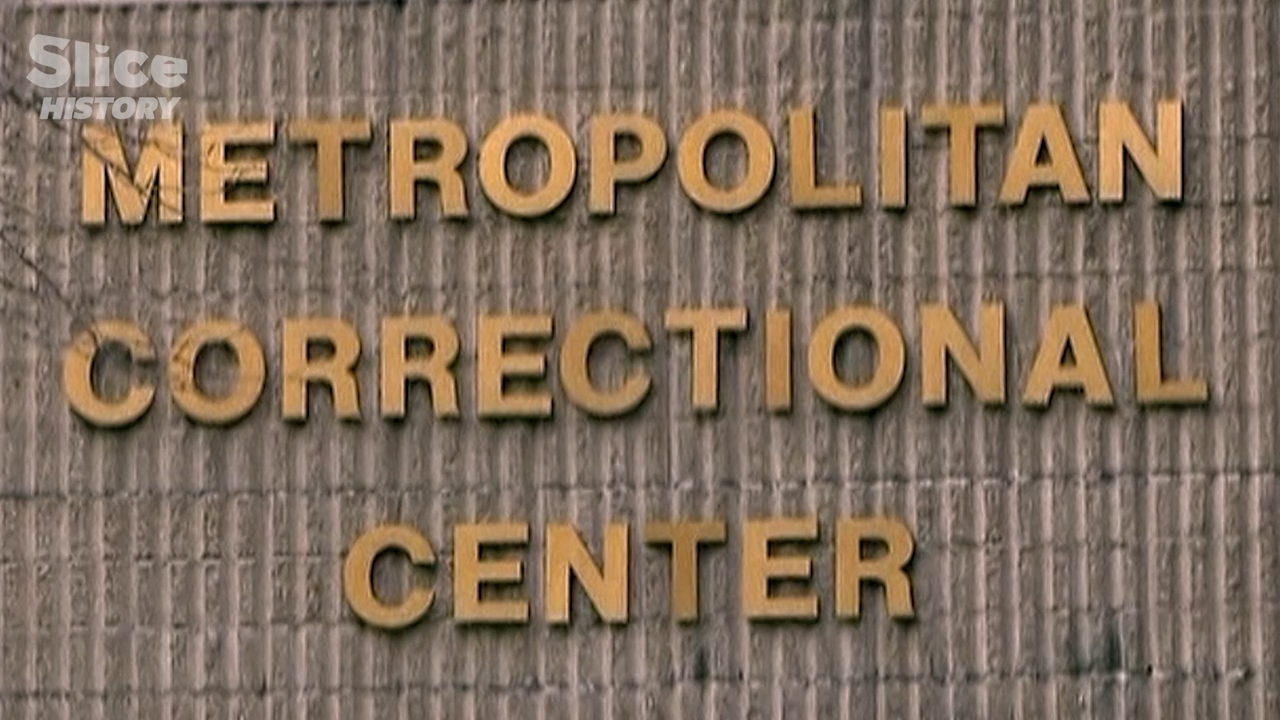 Slice
HISTORY
METROPOLITAN
CORRECTIONAL
CENTER